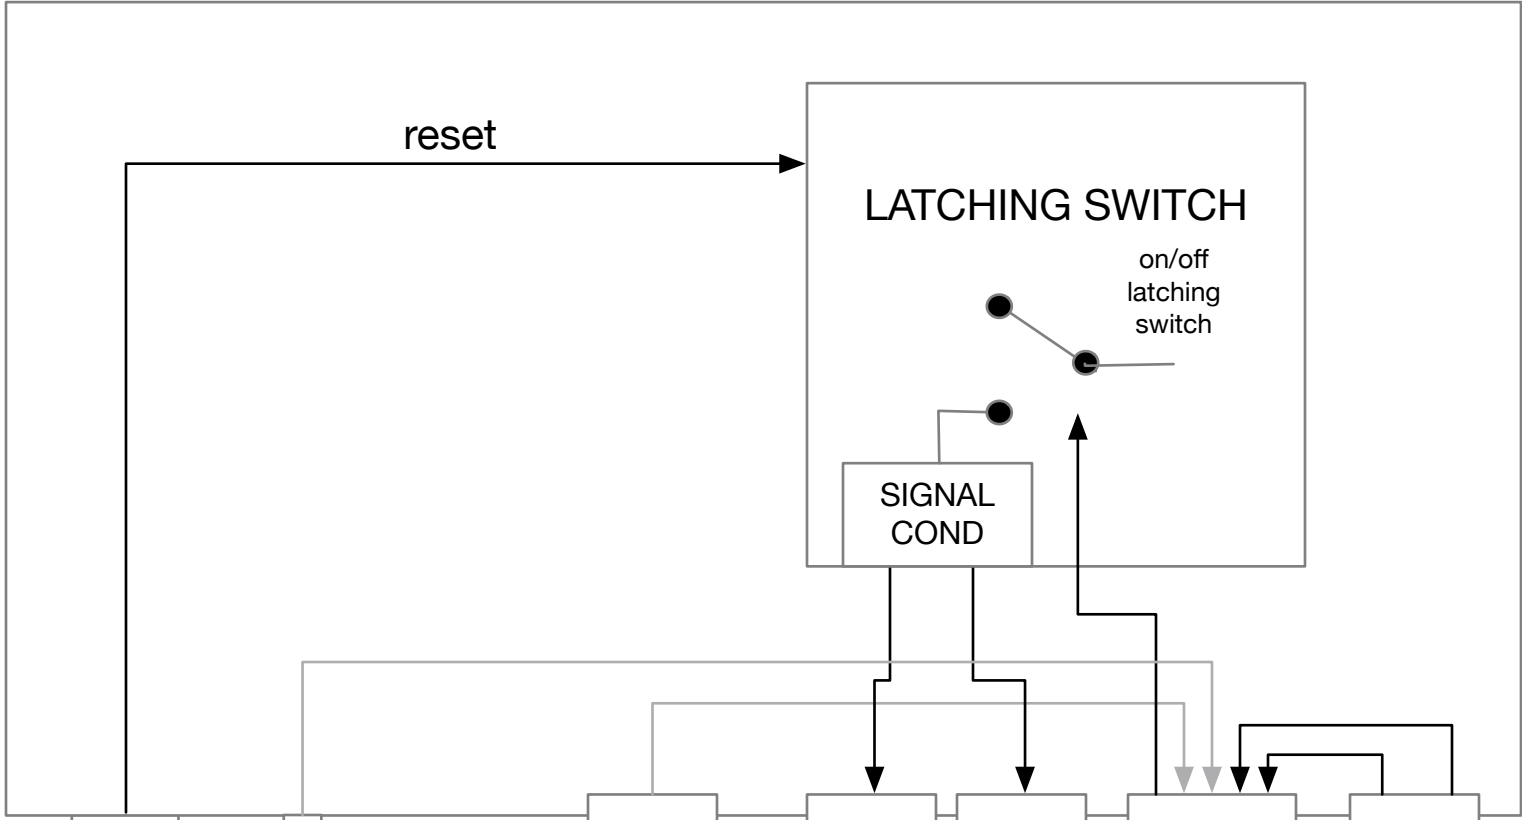 reset
LATCHING SWITCH
on/off
latching
switch
SIGNAL
COND